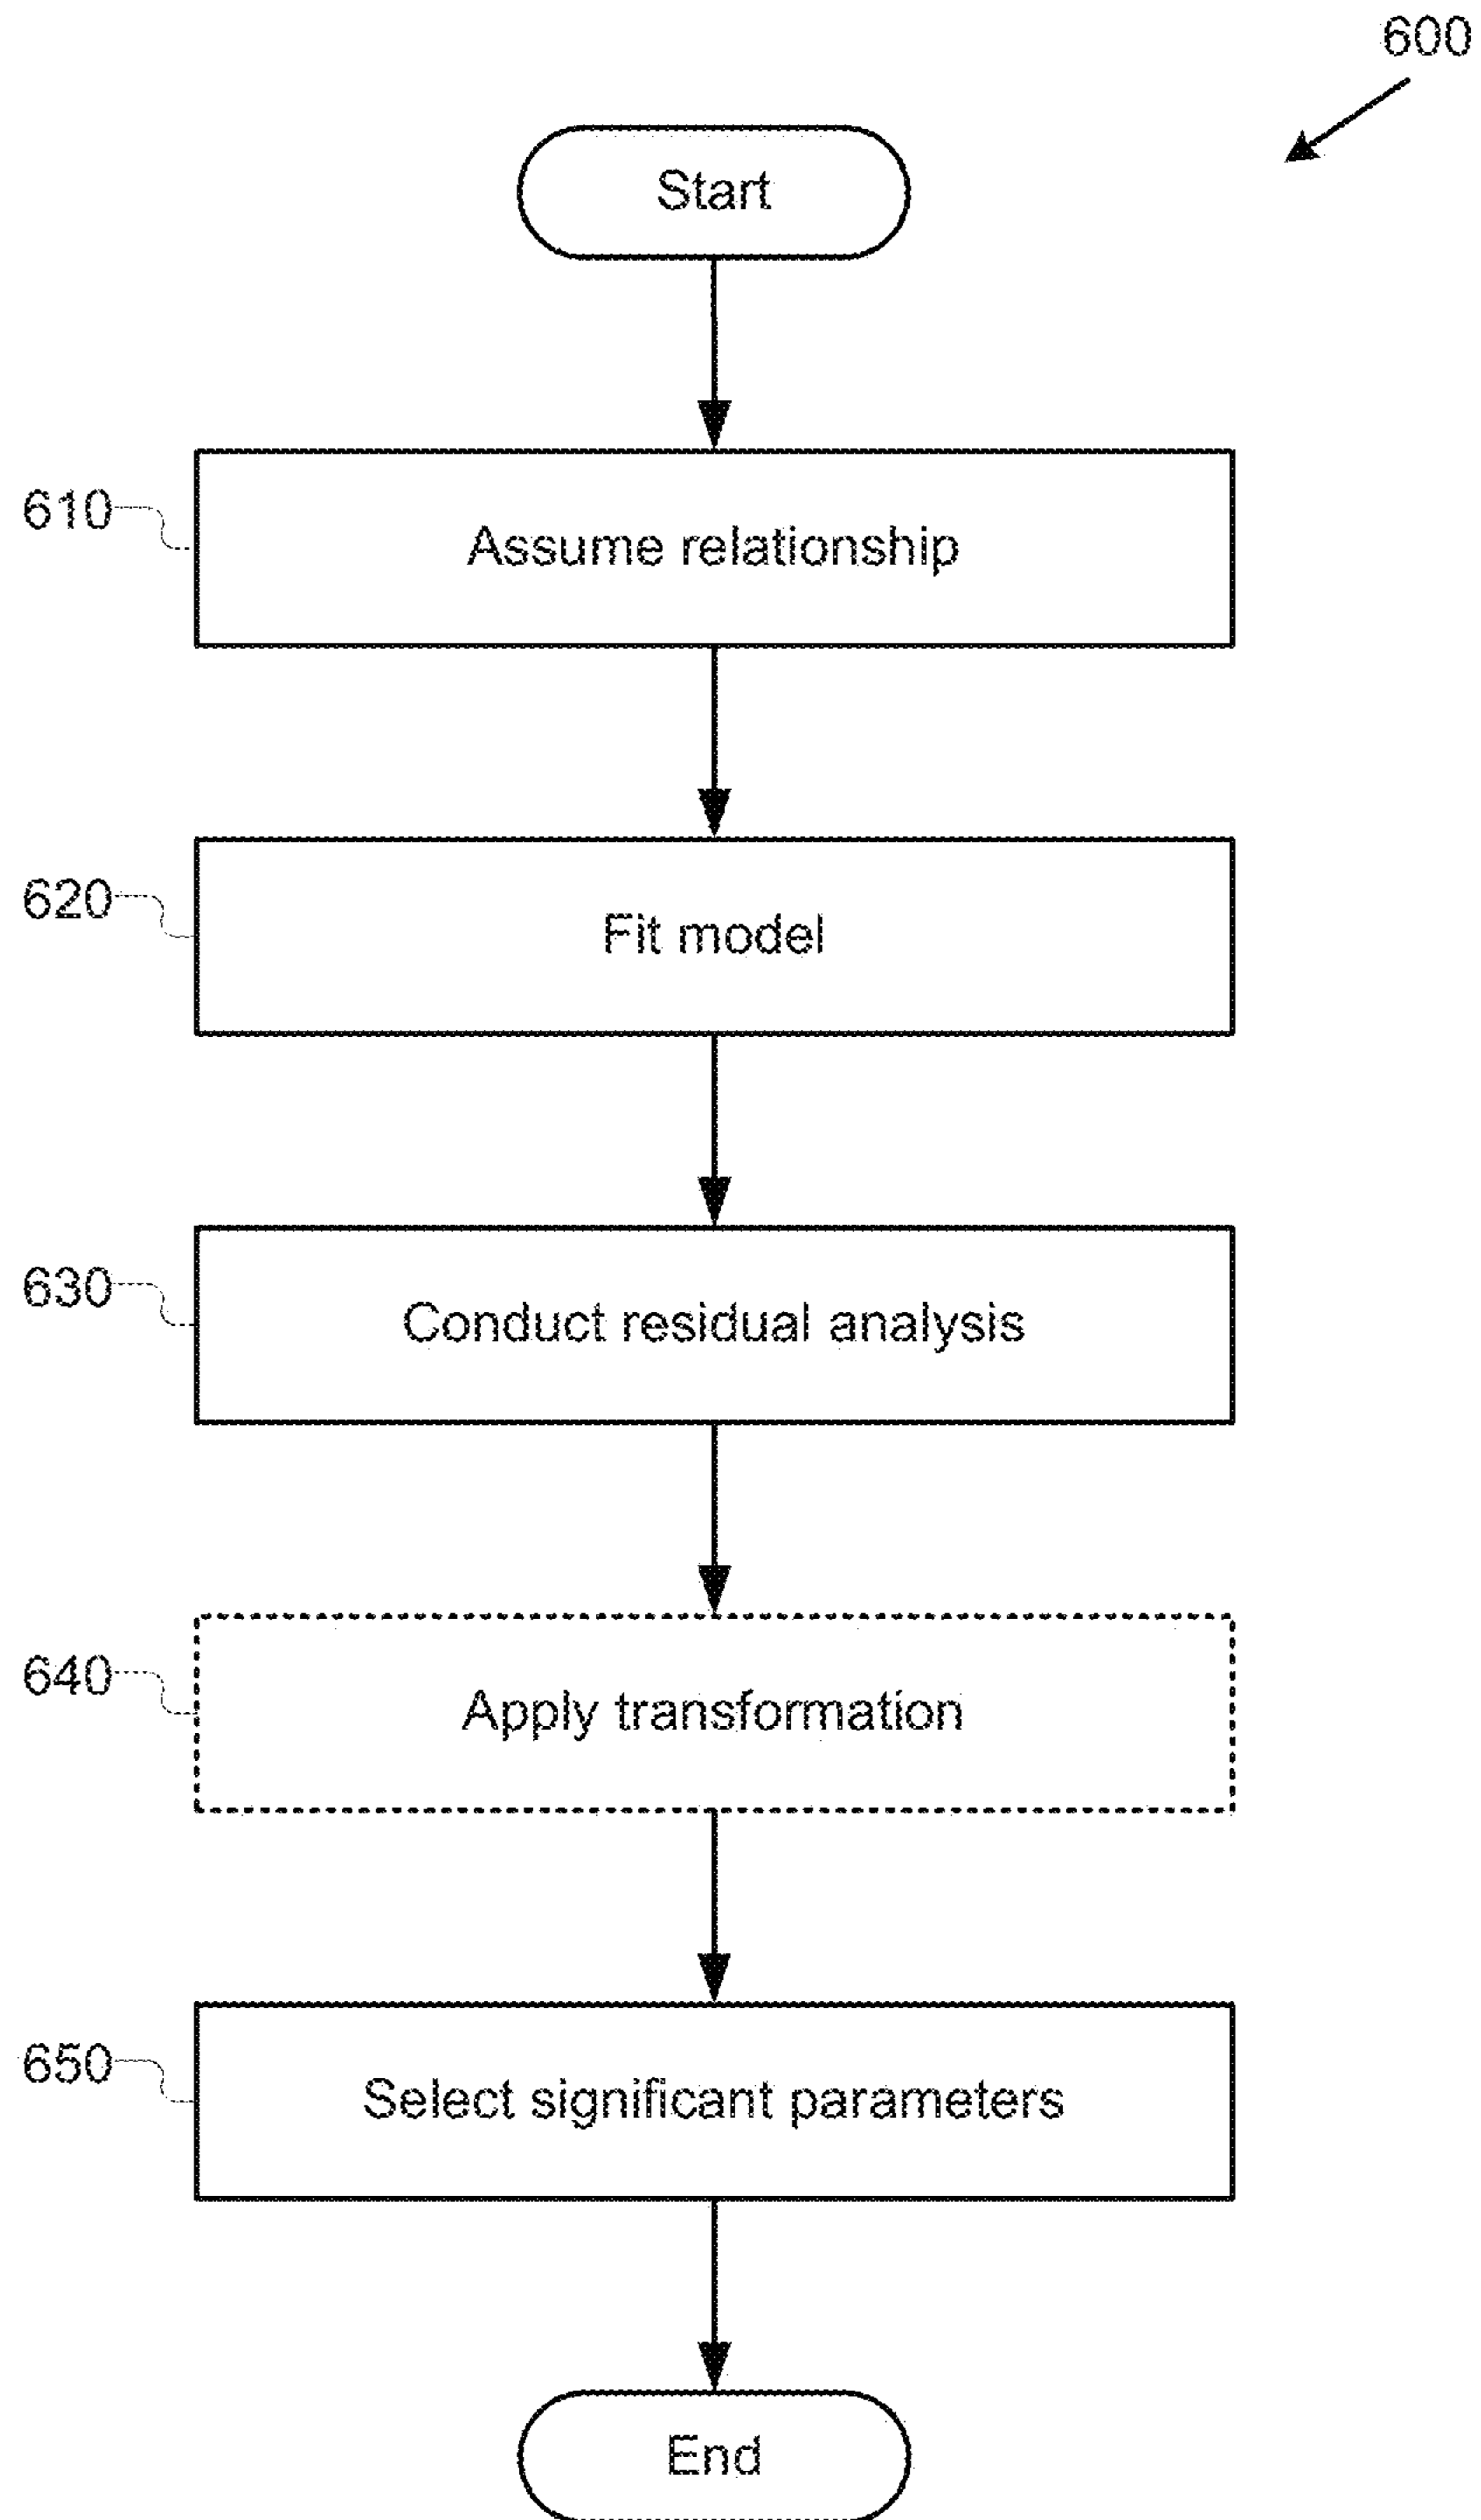 600
Start
610
Assume relationship
620
Fit model
630
Conduct residual analysis
640
Apply transformation
650
Select significant parameters
End